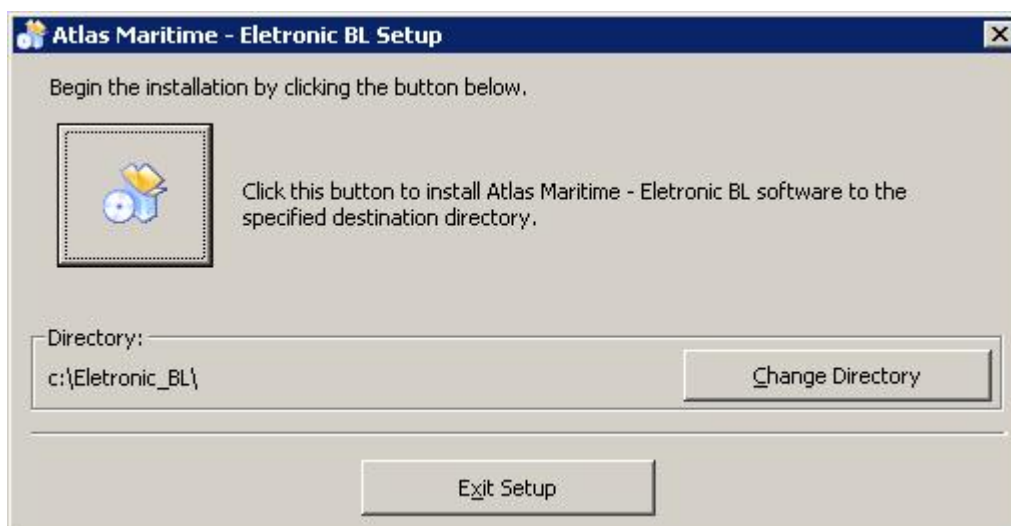 Atlas Maritime - Eletronic BL Setup
Begin the installation by clicking the button below.
Click this button to install Atlas Maritime - Eletronic BL software to the
specified destination directory.
Directory:
c:\Eletronic_BL\
Change Directory
Exit Setup